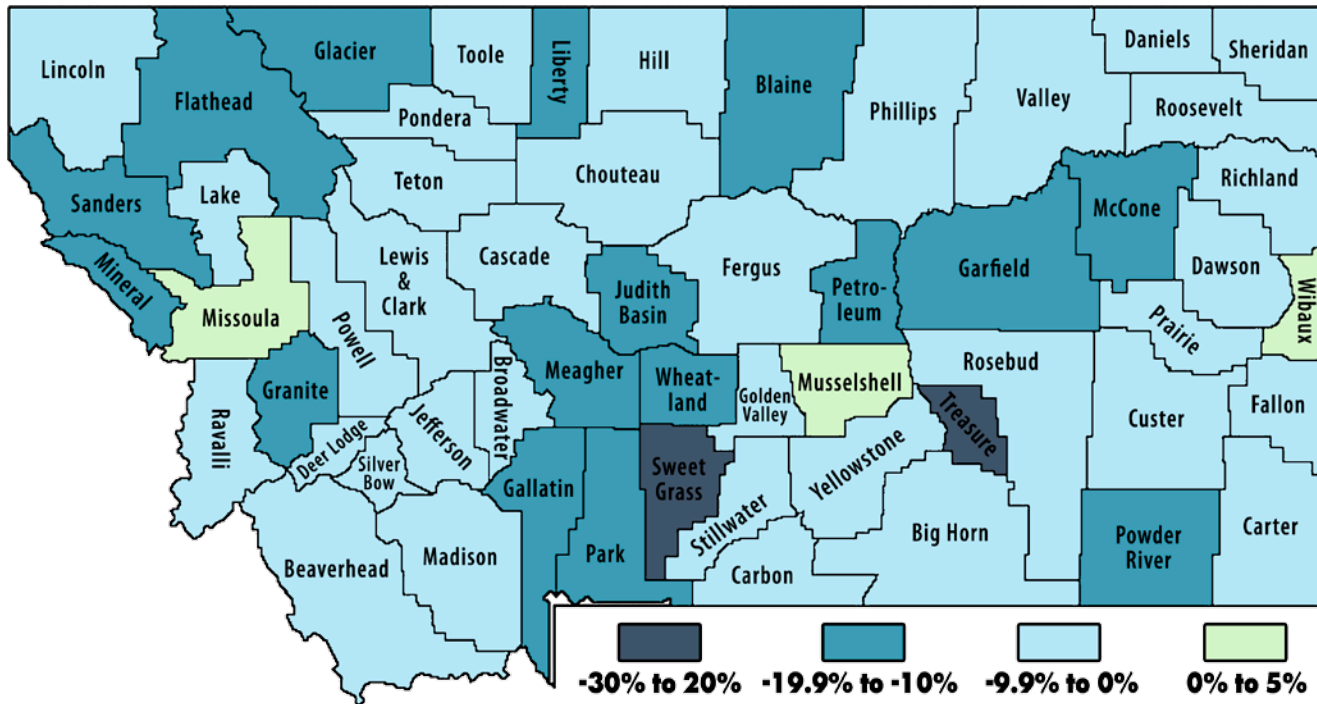 Lincoln
Flathead
Glacier
Toole
Liberty
Hill
Blaine
Phillips
Valley
Daniels
Sheridan
Roosevelt
Pondera
Teton
Chouteau
Sanders
Lake
Richland
McCone
Mineral
Missoula
Powell
Lewis
&
Clark
Cascade
Judith
Basin
Fergus
Petro-
leum
Garfield
Dawson
Wibaux
Prairie
Granite
Ravalli
Deer Lodge
Silver
Bow
Jefferson
Broadwater
Meagher
Wheat-
land
Golden
Valley
Musselshell
Rosebud
Treasure
Custer
Fallon
Gallatin
Park
Sweet
Grass
Stillwater
Yellowstone
Big Horn
Powder
River
Carter
Beaverhead
Madison
Carbon
-30% to 20%
-19.9% to -10%
-9.9% to 0%
0% to 5%